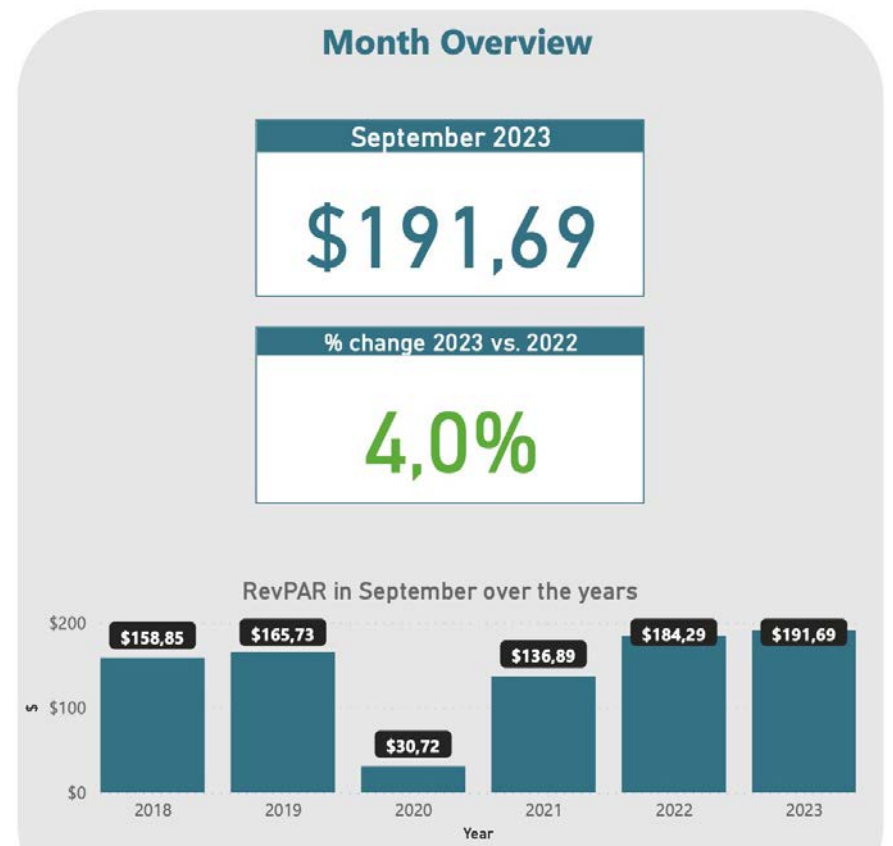 Month Overview
September 2023
$191,69
% change 2023 vs. 2022
4,0%
RevPAR in September over the years
$200
$100
$0
$
$158,85
$165,73
$30,72
$136,89
$184,29
$191,69
2018 2019 2020 2021 2022 2023
Year